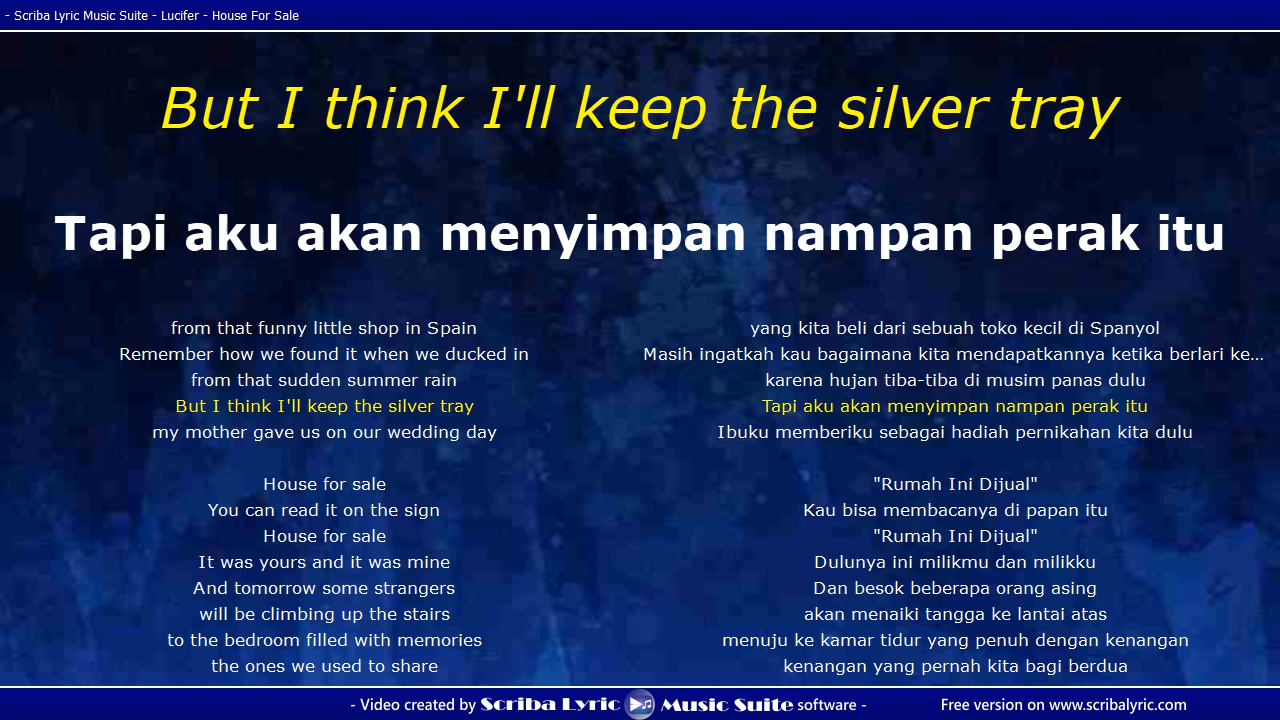 - Scriba Lyric Music Suite - Lucifer - House For Sale
But I think I'll keep the silver tray
Tapi aku akan menyimpan nampan perak itu
from that funny little shop in Spain
Remember how we found it when we ducked in
from that sudden summer rain
But I think I'll keep the silver tray
my mother gave us on our wedding day
House for sale
You can read it on the sign
House for sale
It was yours and it was mine
And tomorrow some strangers
will be climbing up the stairs
to the bedroom filled with memories
the ones we used to share
yang kita beli dari sebuah toko kecil di Spanyol
Masih ingatkah kau bagaimana kita mendapatkannya ketika berlari ke...
karena hujan tiba-tiba di musim panas dulu
Tapi aku akan menyimpan nampan perak itu
Ibuku memberiku sebagai hadiah pernikahan kita dulu
"Rumah Ini Dijual"
Kau bisa membacanya di papan itu
"Rumah Ini Dijual"
Dulunya ini milikmu dan milikku
Dan besok beberapa orang asing
akan menaiki tangga ke lantai atas
menuju ke kamar tidur yang penuh dengan kenangan
kenangan yang pernah kita bagi berdua
- Video created by Scriba Lyric Music Suite software -
Free version on www.scribalyric.com